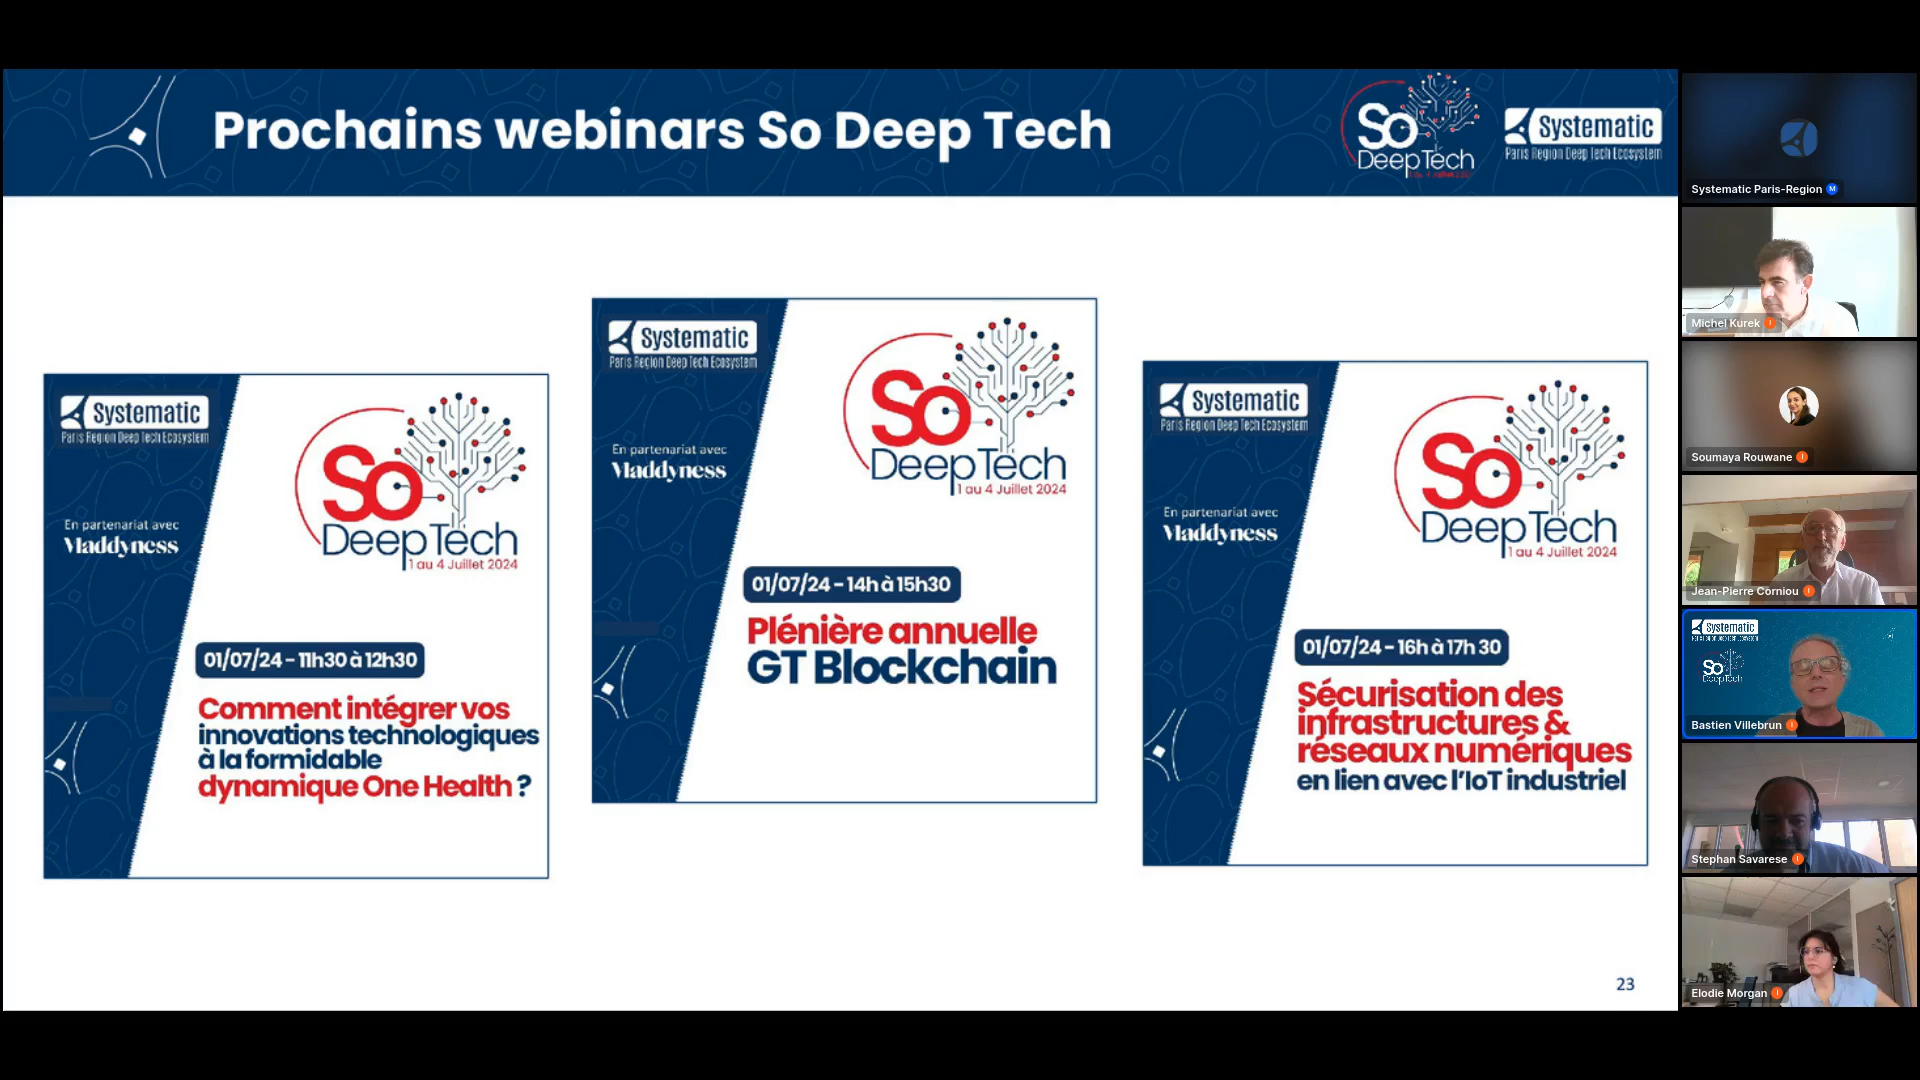 Prochains webinars So Deep Tech
So
DeepTech
Systematic
Paris Region Deep Tech Ecosystem
Systematic
Paris Region Deep Tech Ecosystem
En partenariat avec
Maddyness
So
DeepTech
1 au 4 Juillet 2024
01/07/24 - 11h30 à 12h30
Comment intégrer vos
innovations technologiques
à la formidable
dynamique One Health ?
Systematic
Paris Region Deep Tech Ecosystem
En partenariat avec
Maddyness
So
DeepTech
1 au 4 Juillet 2024
01/07/24 - 14h à 15h30
Plénière annuelle
GT Blockchain
Systematic
Paris Region Deep Tech Ecosystem
En partenariat avec
Maddyness
So
DeepTech
1 au 4 Juillet 2024
01/07/24 - 16h à 17h 30
Sécurisation des
infrastructures &
réseaux numériques
en lien avec l'IoT industriel
23
Systematic Paris-Region M
Michel Kurek I
Soumaya Rouwane I
Jean-Pierre Corniou I
Systematic
So
DeepTech
Bastien Villebrun I
Stephan Savarese I
Elodie Morgan I